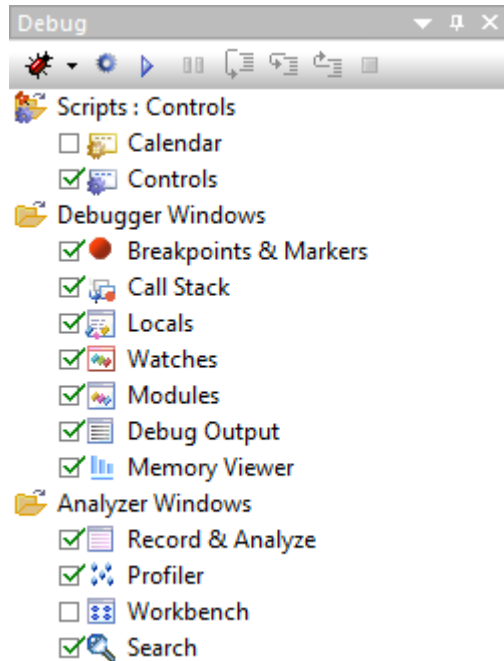 Debug
Scripts : Controls
Calendar
Controls
Debugger Windows
Breakpoints & Markers
Call Stack
Locals
Watches
Modules
Debug Output
Memory Viewer
Analyzer Windows
Record & Analyze
Profiler
Workbench
Search